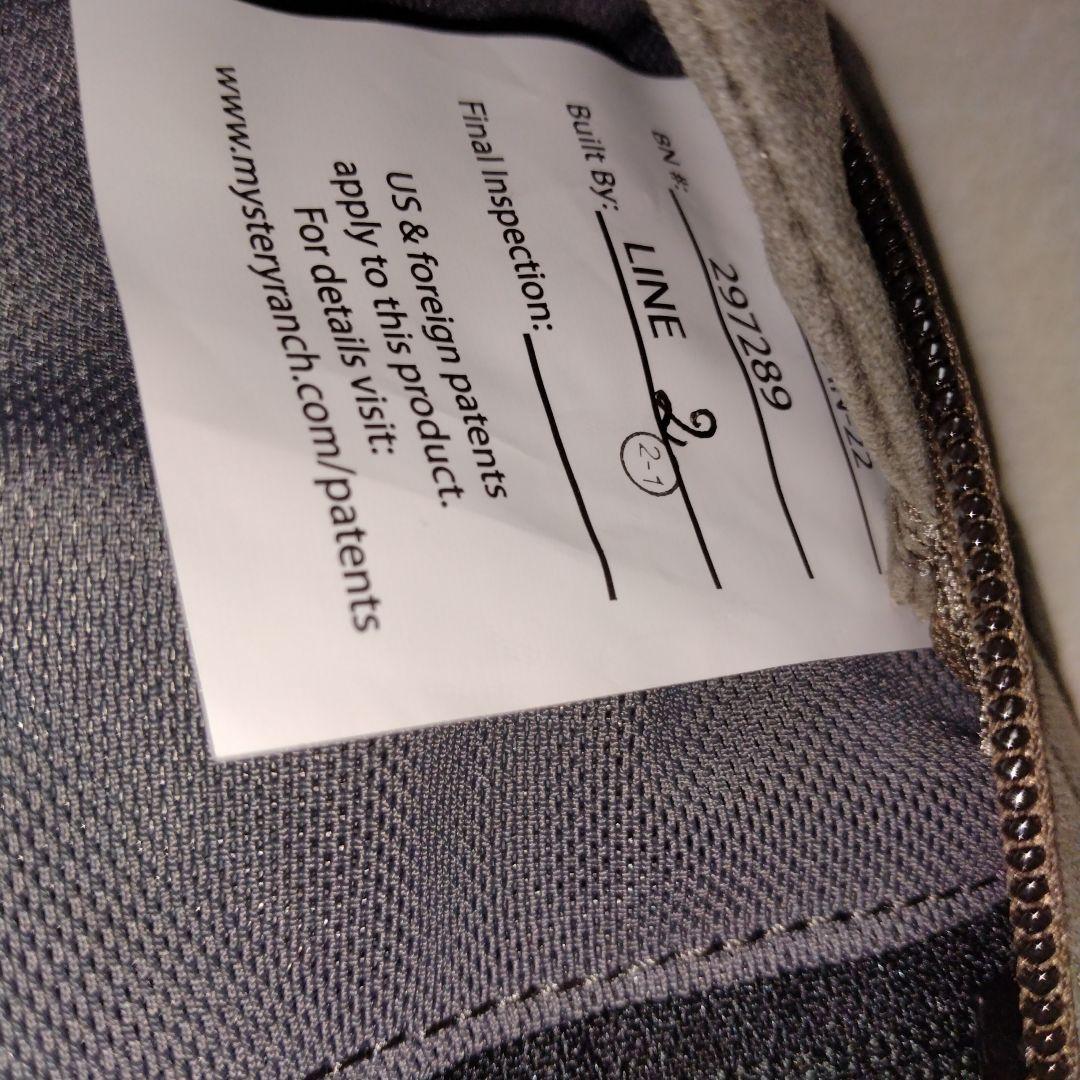 BN #: 297289
Built By: LINE 2,
2-1
Final Inspection:
US & foreign patents
apply to this product.
For details visit:
www.mysteryranch.com/patents